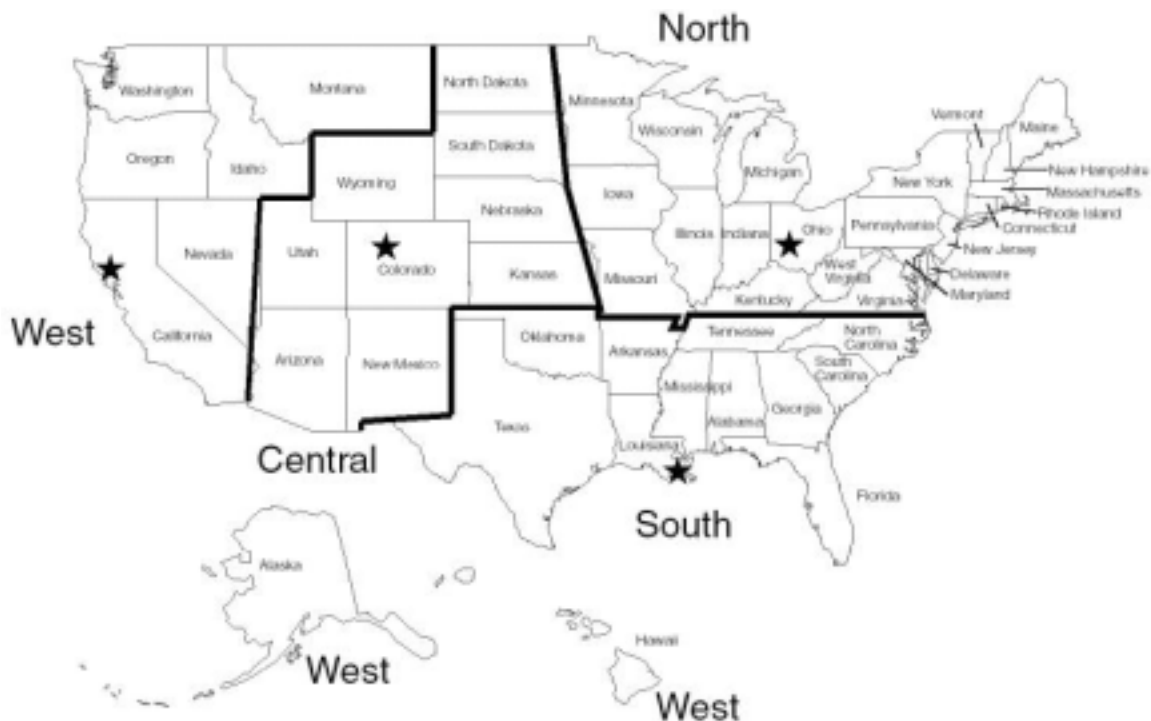 North
Washington
Montana
North Dakota
Minnesota
Vermont
Maine
Oregon
Idaho
South Dakota
Wisconsin
Michigan
New York
New Hampshire
Massachusetts
Rhode Island
Connecticut
Wyoming
Iowa
Nebraska
Pennsylvania
New Jersey
Nevada
Utah
Colorado
Kansas
Missouri
Illinois
Indiana
Ohio
West
Virginia
Delaware
Maryland
Virginia
Kentucky
West
California
Arizona
New Mexico
Oklahoma
Arkansas
Tennessee
North
Carolina
South
Carolina
Mississippi
Texas
Louisiana
Alabama
Georgia
Central
South
Florida
Alaska
West
Hawaii
West